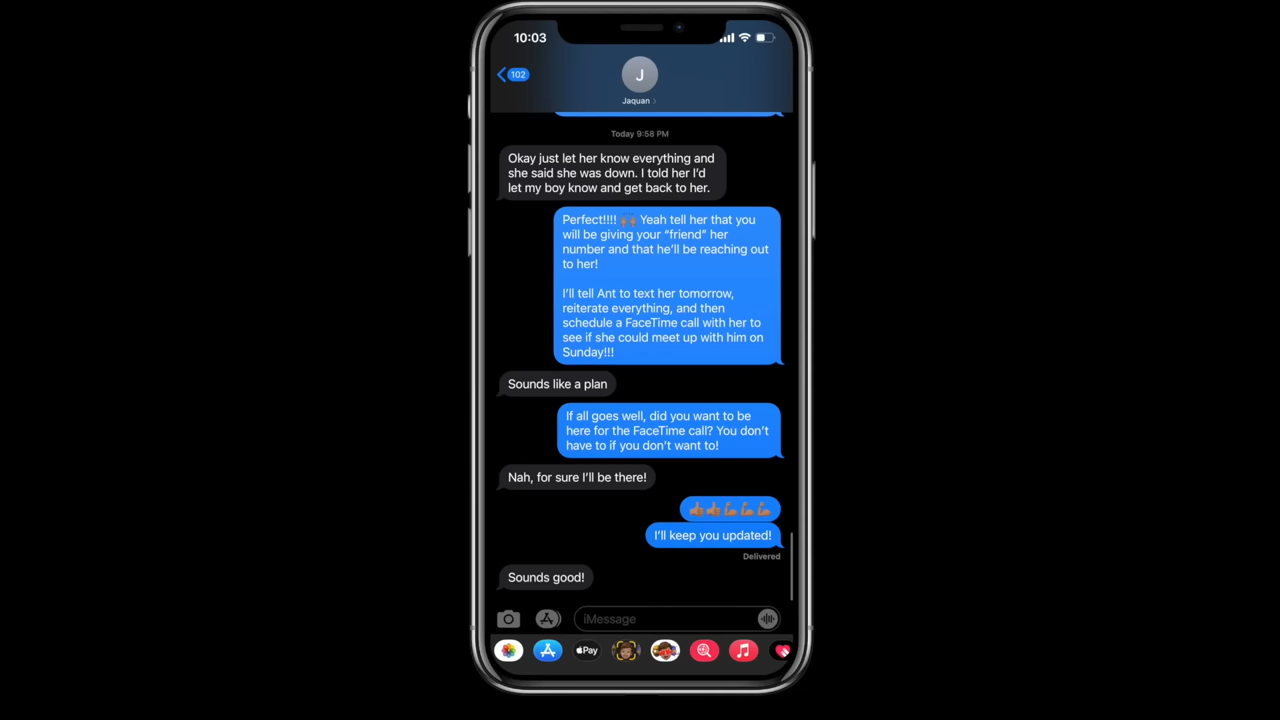 10:03
102
J
Jaquan
Today 9:58 PM
Okay just let her know everything and
she said she was down. I told her I’d
let my boy know and get back to her.
Perfect!!!! 🙌🏽 Yeah tell her that you
will be giving your “friend” her
number and that he’ll be reaching out
to her!
I’ll tell Ant to text her tomorrow,
reiterate everything, and then
schedule a FaceTime call with her to
see if she could meet up with him on
Sunday!!!
Sounds like a plan
If all goes well, did you want to be
here for the FaceTime call? You don’t
have to if you don’t want to!
Nah, for sure I’ll be there!
👍🏽👍🏽💪🏽💪🏽💪🏽
I’ll keep you updated!
Delivered
Sounds good!
iMessage
Pay